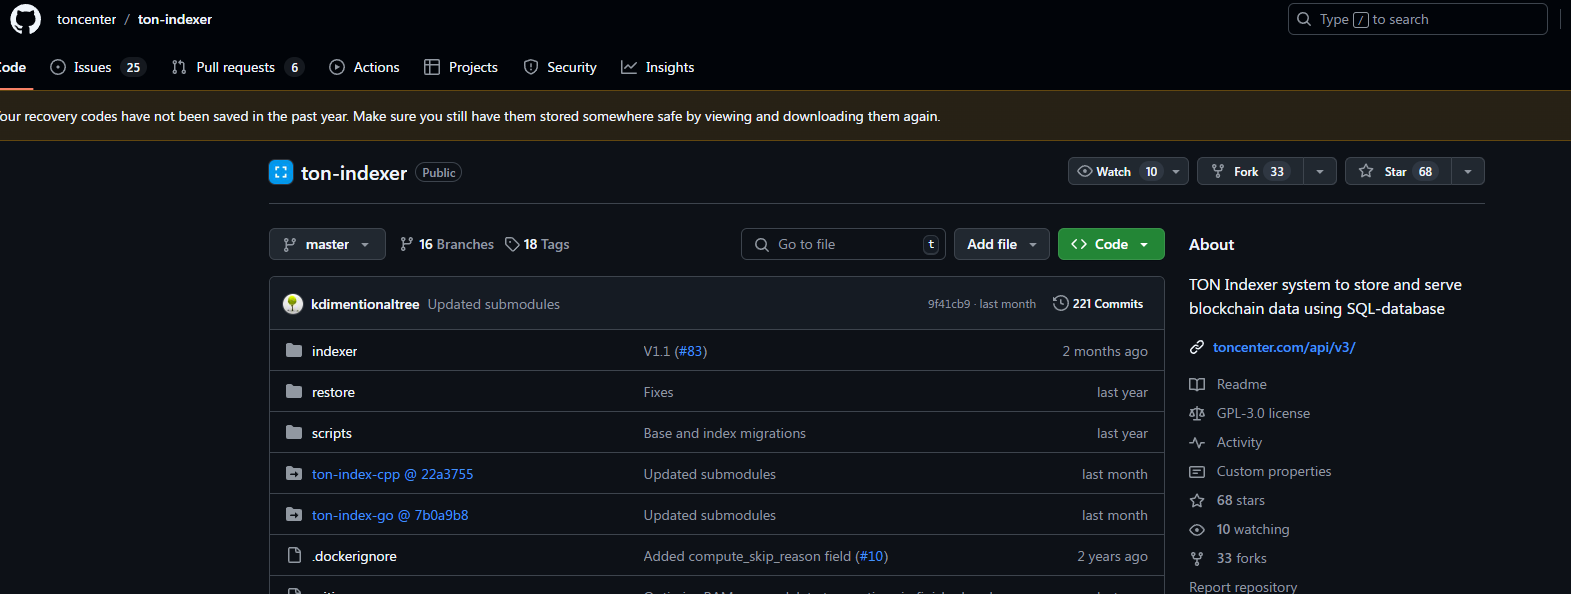 toncenter / ton-indexer
Type / to search
ode Issues 25 Pull requests 6 Actions Projects Security Insights
our recovery codes have not been saved in the past year. Make sure you still have them stored somewhere safe by viewing and downloading them again.
ton-indexer Public
Watch 10 Fork 33 Star 68
master 16 Branches 18 Tags
Go to file t
Add file
<> Code
About
kdimentionaltree Updated submodules 9f41cb9 · last month 221 Commits
indexer V1.1 (#83) 2 months ago
restore Fixes last year
scripts Base and index migrations last year
ton-index-cpp @ 22a3755 Updated submodules last month
ton-index-go @ 7b0a9b8 Updated submodules last month
.dockerignore Added compute_skip_reason field (#10) 2 years ago
TON Indexer system to store and serve
blockchain data using SQL-database
toncenter.com/api/v3/
Readme
GPL-3.0 license
Activity
Custom properties
68 stars
10 watching
33 forks
Report repository